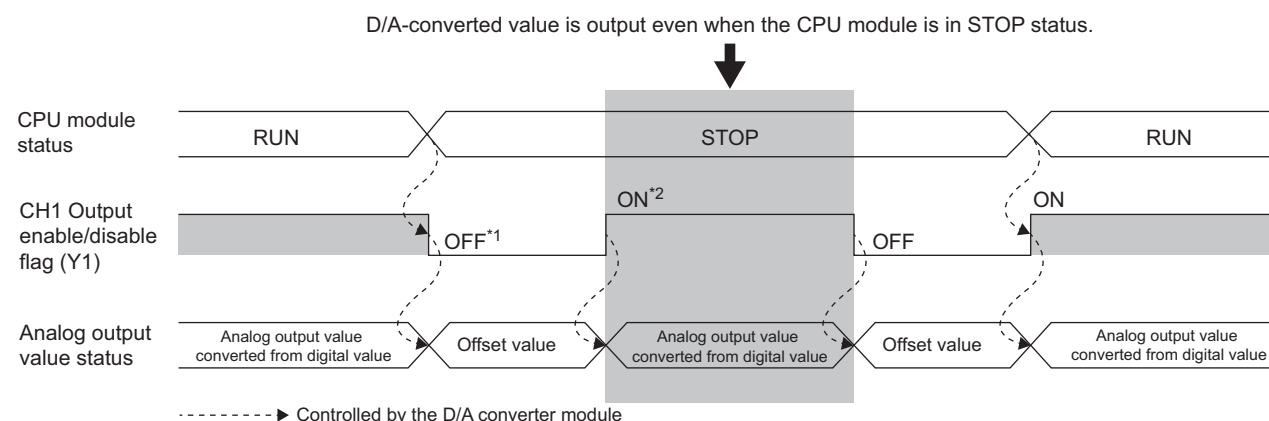 D/A-converted value is output even when the CPU module is in STOP status.
CPU module
status
RUN
STOP
RUN
CH1 Output
enable/disable
flag (Y1)
OFF*1
ON*2
OFF
ON
Analog output
value status
Analog output value
converted from digital value
Offset value
Analog output value
converted from digital value
Offset value
Analog output value
converted from digital value
Controlled by the D/A converter module